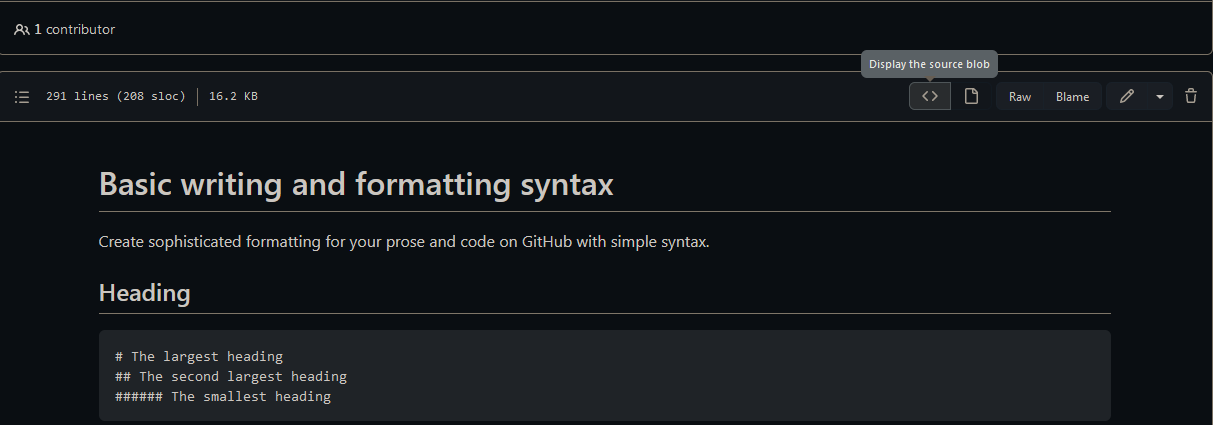 1 contributor
Display the source blob
291 lines (208 sloc) 16.2 KB <> Raw Blame
Basic writing and formatting syntax
Create sophisticated formatting for your prose and code on GitHub with simple syntax.
Heading
# The largest heading
## The second largest heading
###### The smallest heading